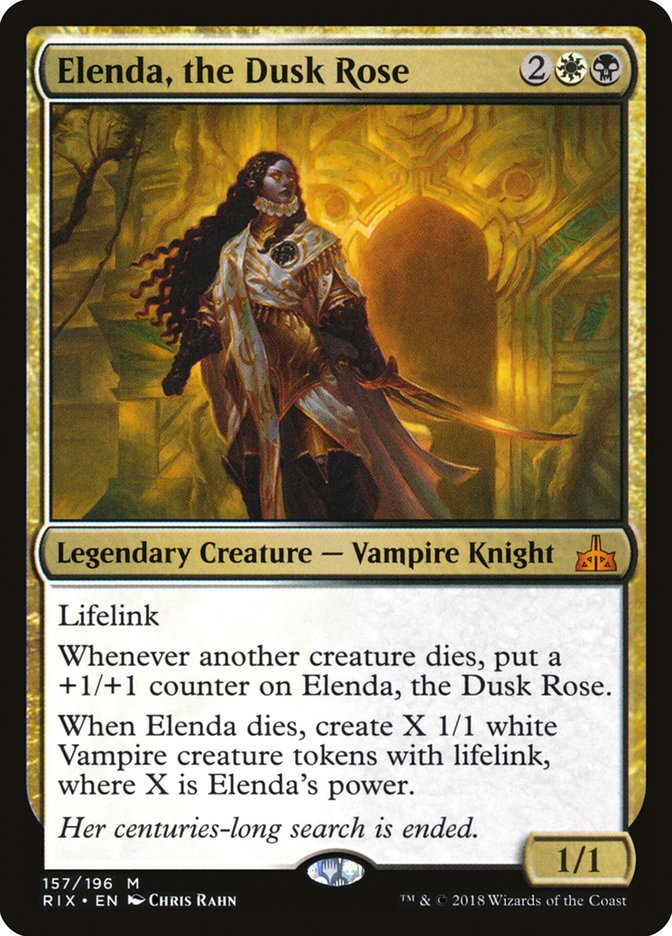 Elenda, the Dusk Rose 2
Legendary Creature — Vampire Knight
Lifelink
Whenever another creature dies, put a
+1/+1 counter on Elenda, the Dusk Rose.
When Elenda dies, create X 1/1 white
Vampire creature tokens with lifelink,
where X is Elenda's power.
Her centuries-long search is ended.
1/1
157/196 M
RIX • EN Chris Rahn
™ & © 2018 Wizards of the Coast